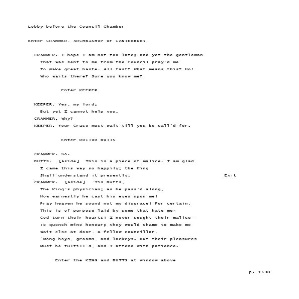 Lobby before the Council Chamber
Enter CRANMER, Archbishop of Canterbury
CRANMER. I hope I am not too late; and yet the gentleman
That was sent to me from the Council pray'd me
To make great haste. All fast? What means this? Ho!
Who waits there? Sure you know me?
Enter KEEPER
KEEPER. Yes, my lord;
But yet I cannot help you.
CRANMER. Why?
KEEPER. Your Grace must wait till you be call'd for.
Enter DOCTOR BUTTS
CRANMER. So.
BUTTS. [Aside] This is a piece of malice. I am glad
I came this way so happily; the King
Shall understand it presently. Exit
CRANMER. [Aside] 'Tis Butts,
The King's physician; as he pass'd along,
How earnestly he cast his eyes upon me!
Pray heaven he sound not my disgrace! For certain,
This is of purpose laid by some that hate me-
God turn their hearts! I never sought their malice-
To quench mine honour; they would shame to make me
Wait else at door, a fellow councillor,
'Mong boys, grooms, and lackeys. But their pleasures
Must be fulfill'd, and I attend with patience.
Enter the KING and BUTTS at window above